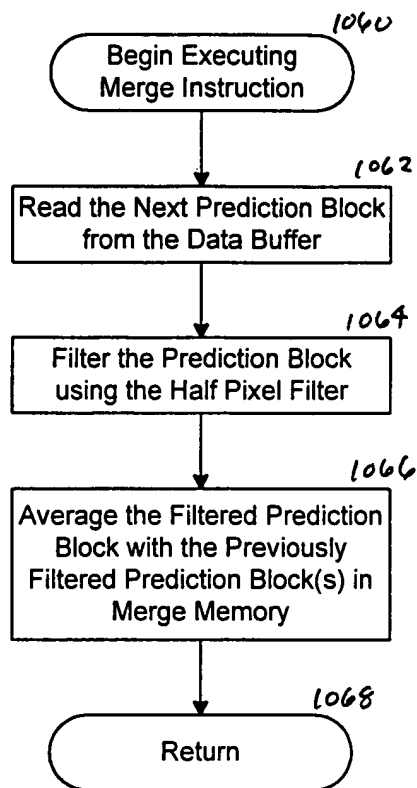 1060
Begin Executing
Merge Instruction
1062
Read the Next Prediction Block
from the Data Buffer
1064
Filter the Prediction Block
using the Half Pixel Filter
1066
Average the Filtered Prediction
Block with the Previously
Filtered Prediction Block(s) in
Merge Memory
1068
Return